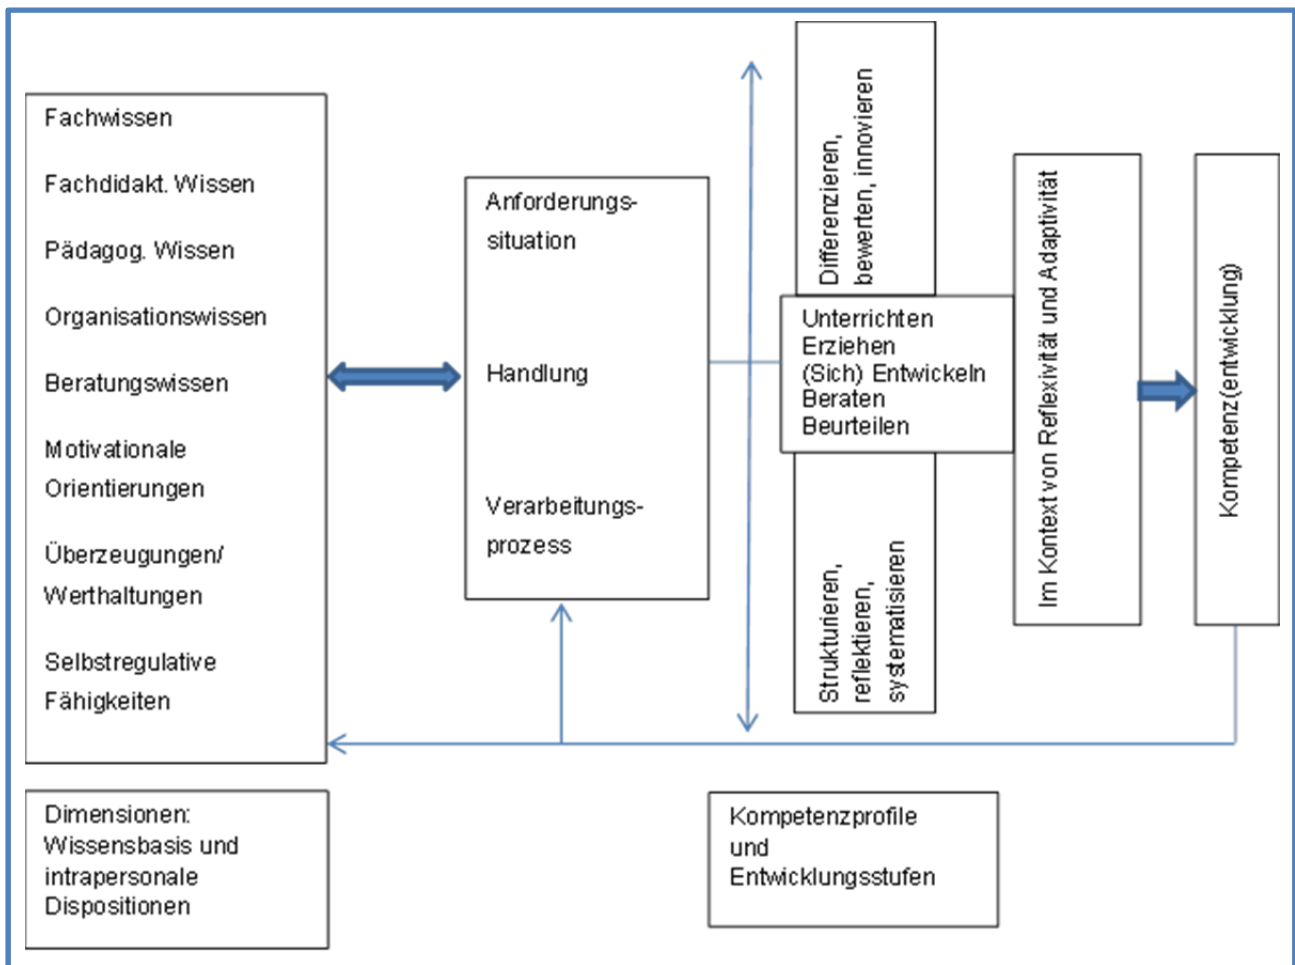 Fachwissen
Fachdidakt. Wissen
Pädagog. Wissen
Organisationswissen
Beratungswissen
Motivationale
Orientierungen
Überzeugungen/
Werthaltungen
Selbstregulative
Fähigkeiten
Anforderungs-
situation
Handlung
Verarbeitungs-
prozess
Differenzieren,
bewerten, innovieren
Unterrichten
Erziehen
(Sich) Entwickeln
Beraten
Beurteilen
Strukturieren,
reflektieren,
systematisieren
Im Kontext von Reflexivität und Adaptivität
Kompetenz(entwicklung)
Dimensionen:
Wissensbasis und
intrapersonale
Dispositionen
Kompetenzprofile
und
Entwicklungsstufen